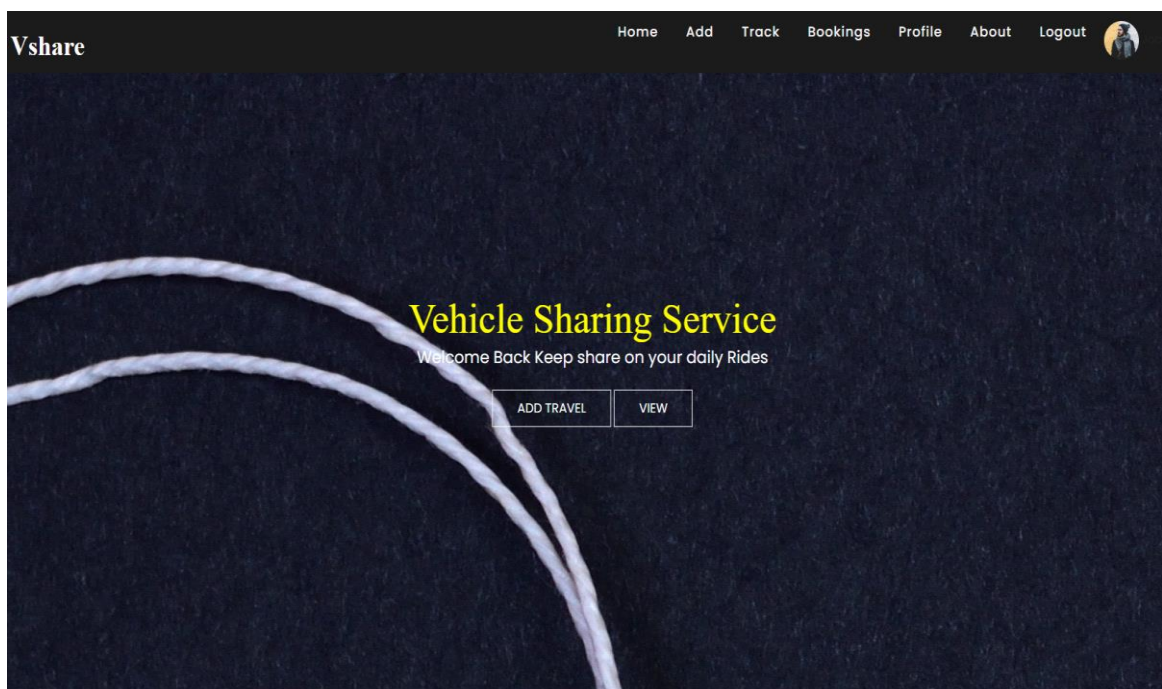 Vshare
Home Add Track Bookings Profile About Logout
Vehicle Sharing Service
Welcome Back Keep share on your daily Rides
ADD TRAVEL VIEW